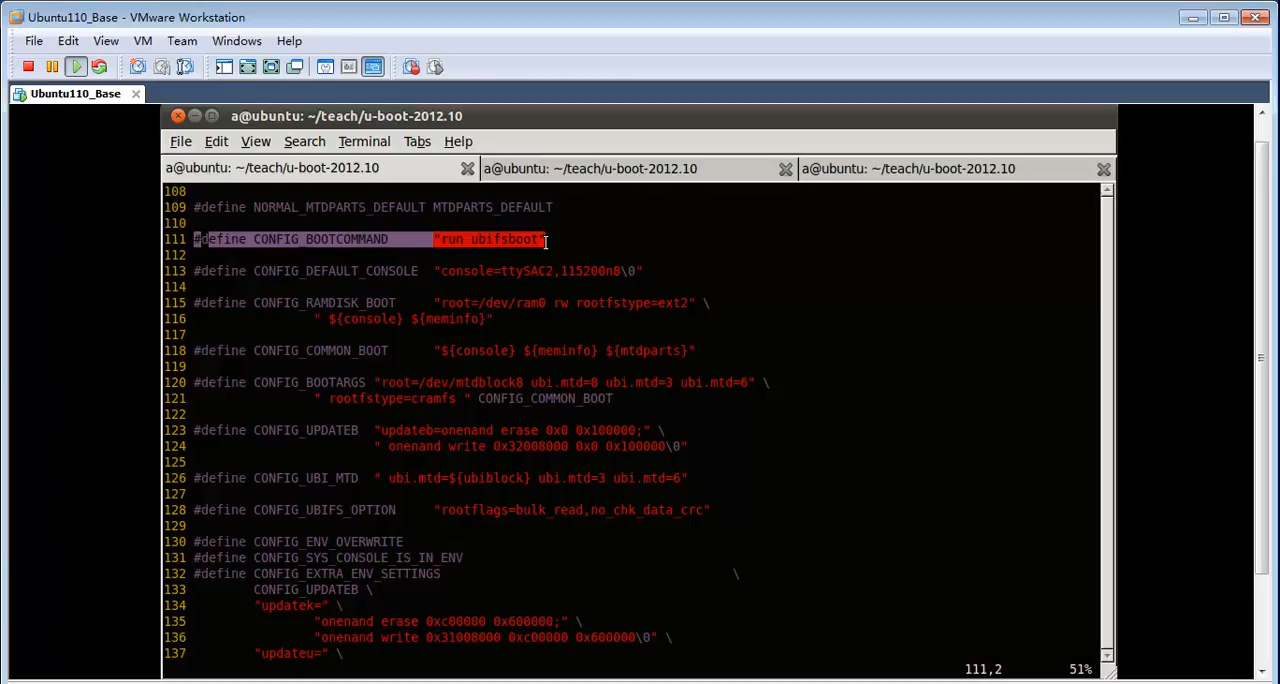 Ubuntu110_Base - VMware Workstation
File Edit View VM Team Windows Help
Ubuntu110_Base
a@ubuntu: ~/teach/u-boot-2012.10
File Edit View Search Terminal Tabs Help
a@ubuntu: ~/teach/u-boot-2012.10 a@ubuntu: ~/teach/u-boot-2012.10 a@ubuntu: ~/teach/u-boot-2012.10
108
109 #define NORMAL_MTDPARTS_DEFAULT MTDPARTS_DEFAULT
110
111 #define CONFIG_BOOTCOMMAND "run ubifsboot"
112
113 #define CONFIG_DEFAULT_CONSOLE "console=ttySAC2,115200n8\0"
114
115 #define CONFIG_RAMDISK_BOOT "root=/dev/ram0 rw rootfstype=ext2" \
116 " ${console} ${meminfo}"
117
118 #define CONFIG_COMMON_BOOT "${console} ${meminfo} ${mtdparts}"
119
120 #define CONFIG_BOOTARGS "root=/dev/mtdblock8 ubi.mtd=8 ubi.mtd=3 ubi.mtd=6" \
121 " rootfstype=cramfs " CONFIG_COMMON_BOOT
122
123 #define CONFIG_UPDATEB "updateb=onenand erase 0x0 0x100000;" \
124 " onenand write 0x32008000 0x0 0x100000\0"
125
126 #define CONFIG_UBI_MTD " ubi.mtd=${ubiblock} ubi.mtd=3 ubi.mtd=6"
127
128 #define CONFIG_UBIFS_OPTION "rootflags=bulk_read,no_chk_data_crc"
129
130 #define CONFIG_ENV_OVERWRITE
131 #define CONFIG_SYS_CONSOLE_IS_IN_ENV
132 #define CONFIG_EXTRA_ENV_SETTINGS \
133 CONFIG_UPDATEB \
134 "updatek=" \
135 "onenand erase 0xc00000 0x600000;" \
136 "onenand write 0x31008000 0xc00000 0x600000\0" \
137 "updateu=" \
111,2 51%